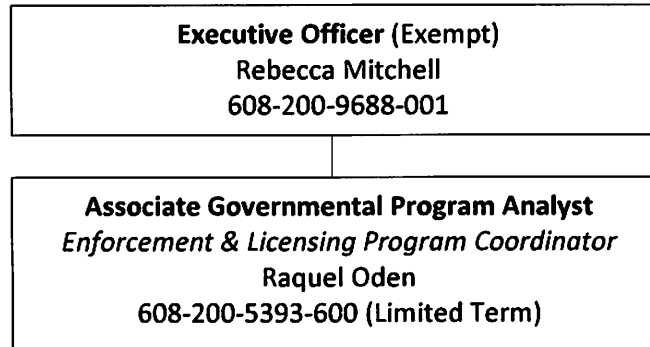 Executive Officer (Exempt)
Rebecca Mitchell
608-200-9688-001
Associate Governmental Program Analyst
Enforcement & Licensing Program Coordinator
Raquel Oden
608-200-5393-600 (Limited Term)